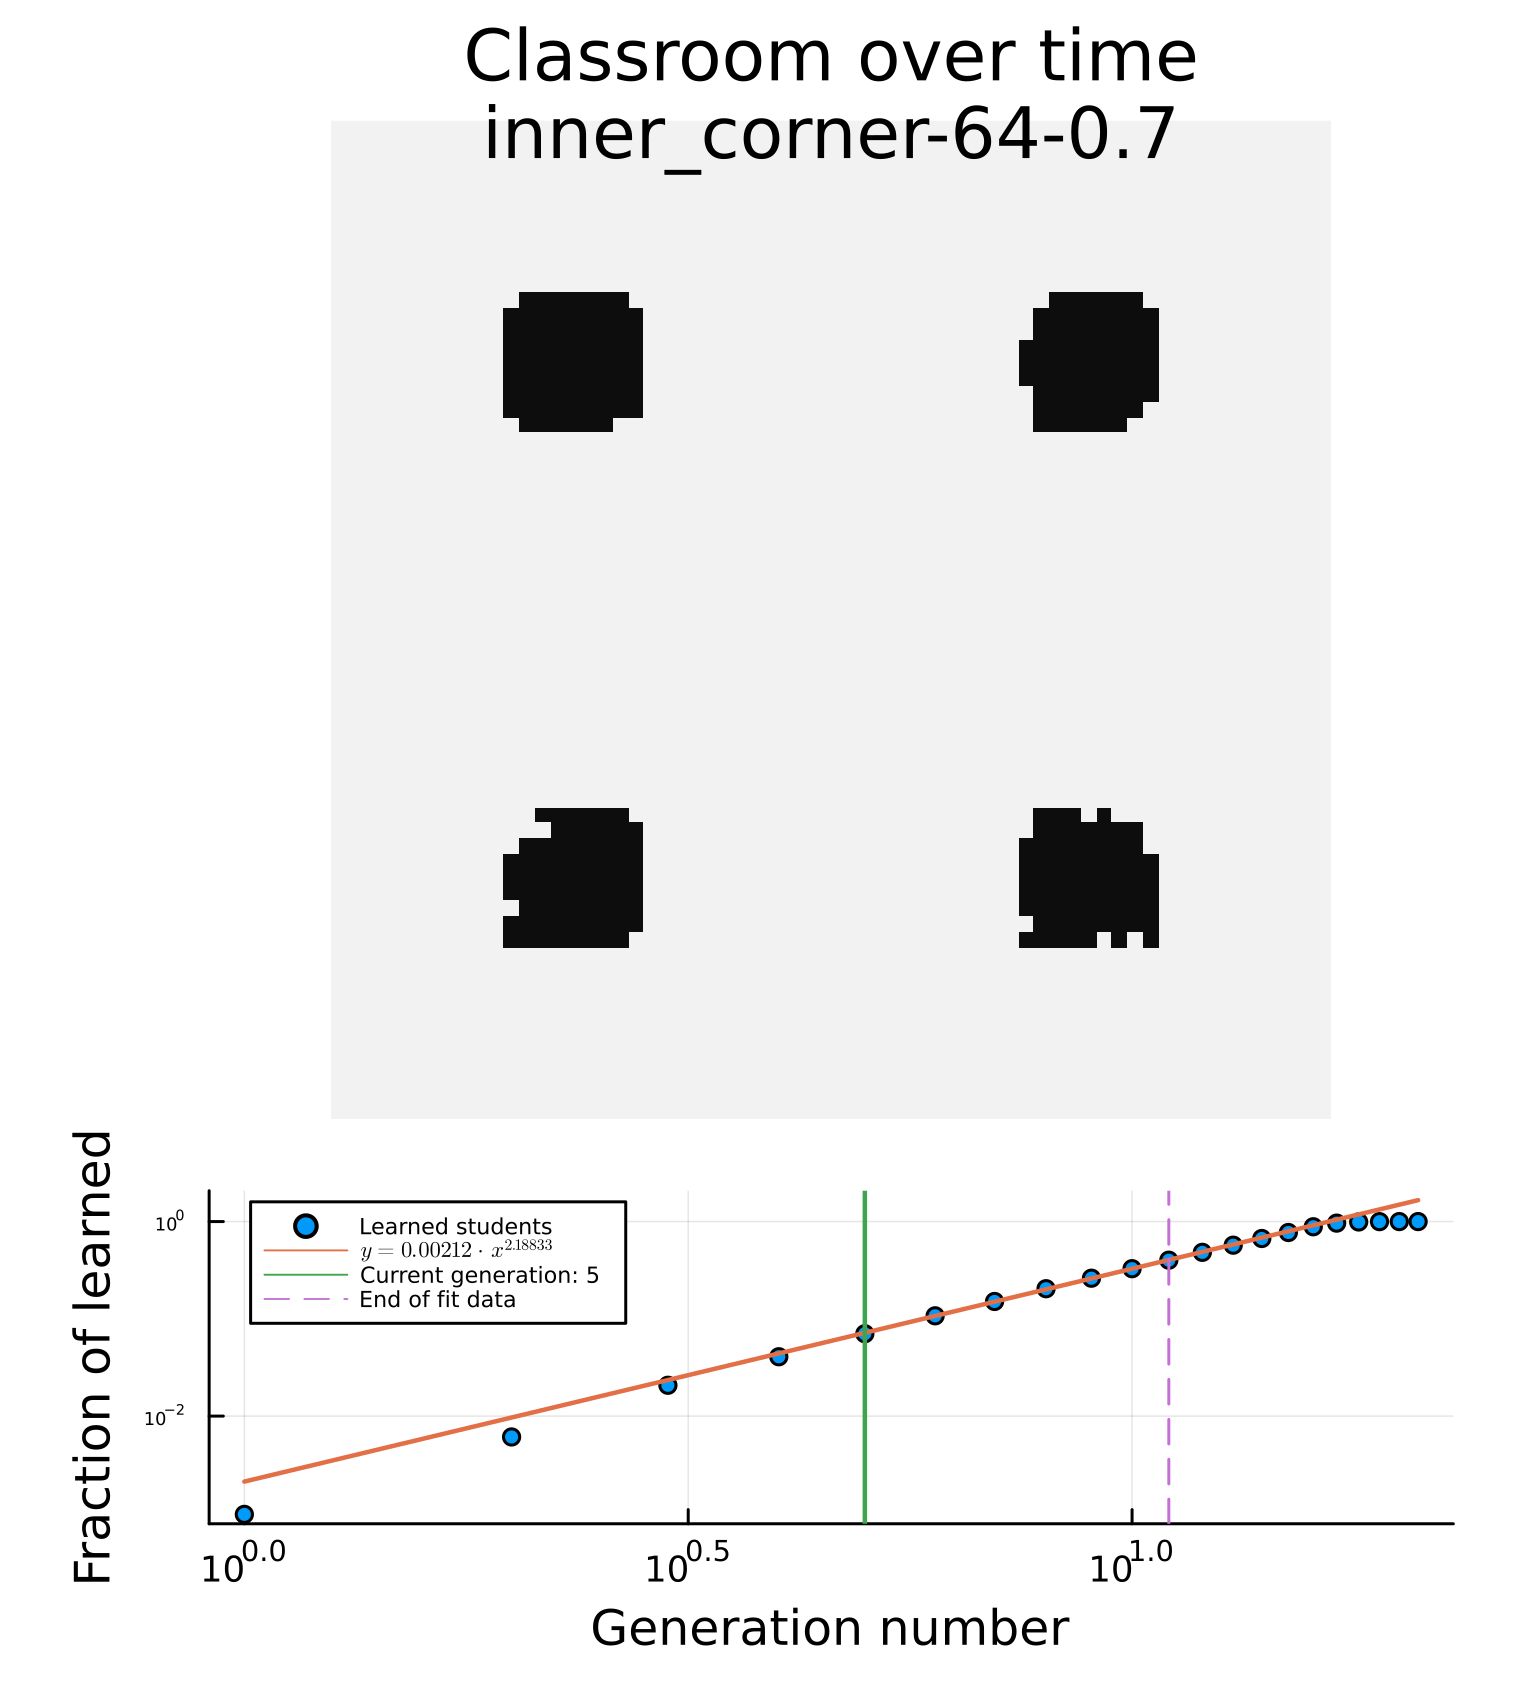 Classroom over time
inner_corner-64-0.7
Fraction of learned
10^0
10^-2
Learned students
y = 0.00212 · x^2.18833
Current generation: 5
End of fit data
10^0.0
10^0.5
10^1.0
Generation number